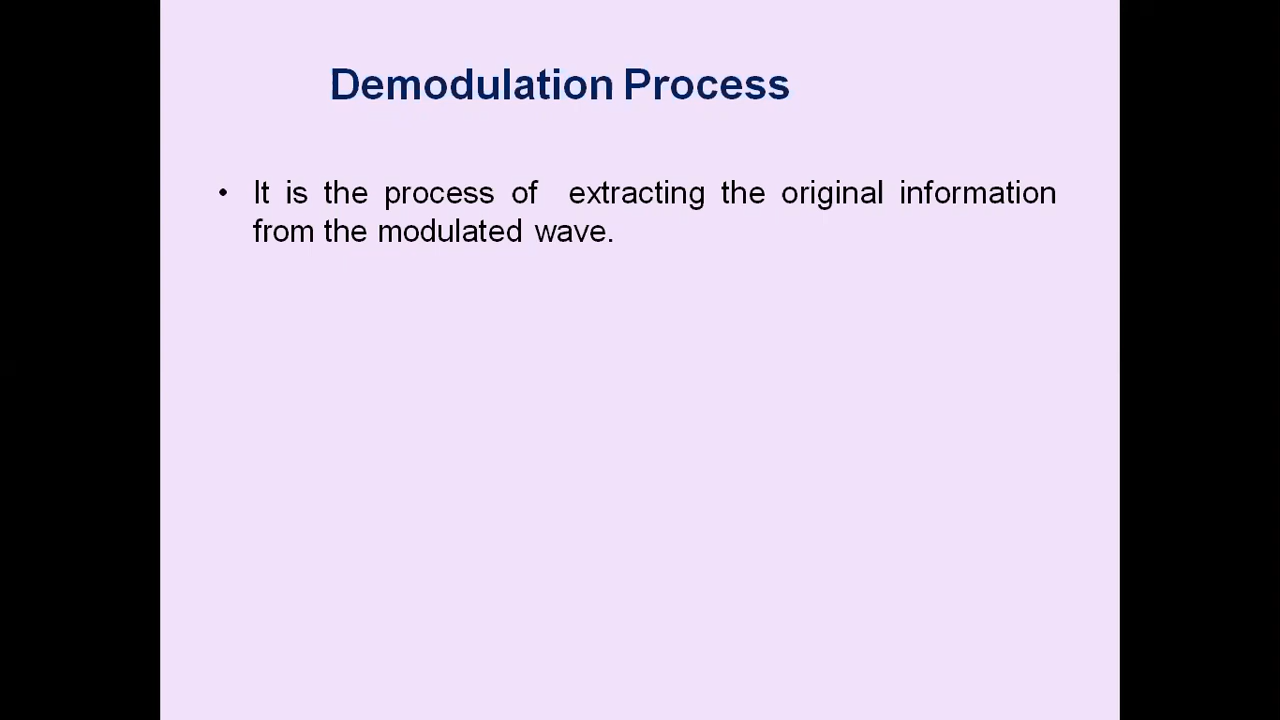 Demodulation Process
• It is the process of extracting the original information
from the modulated wave.